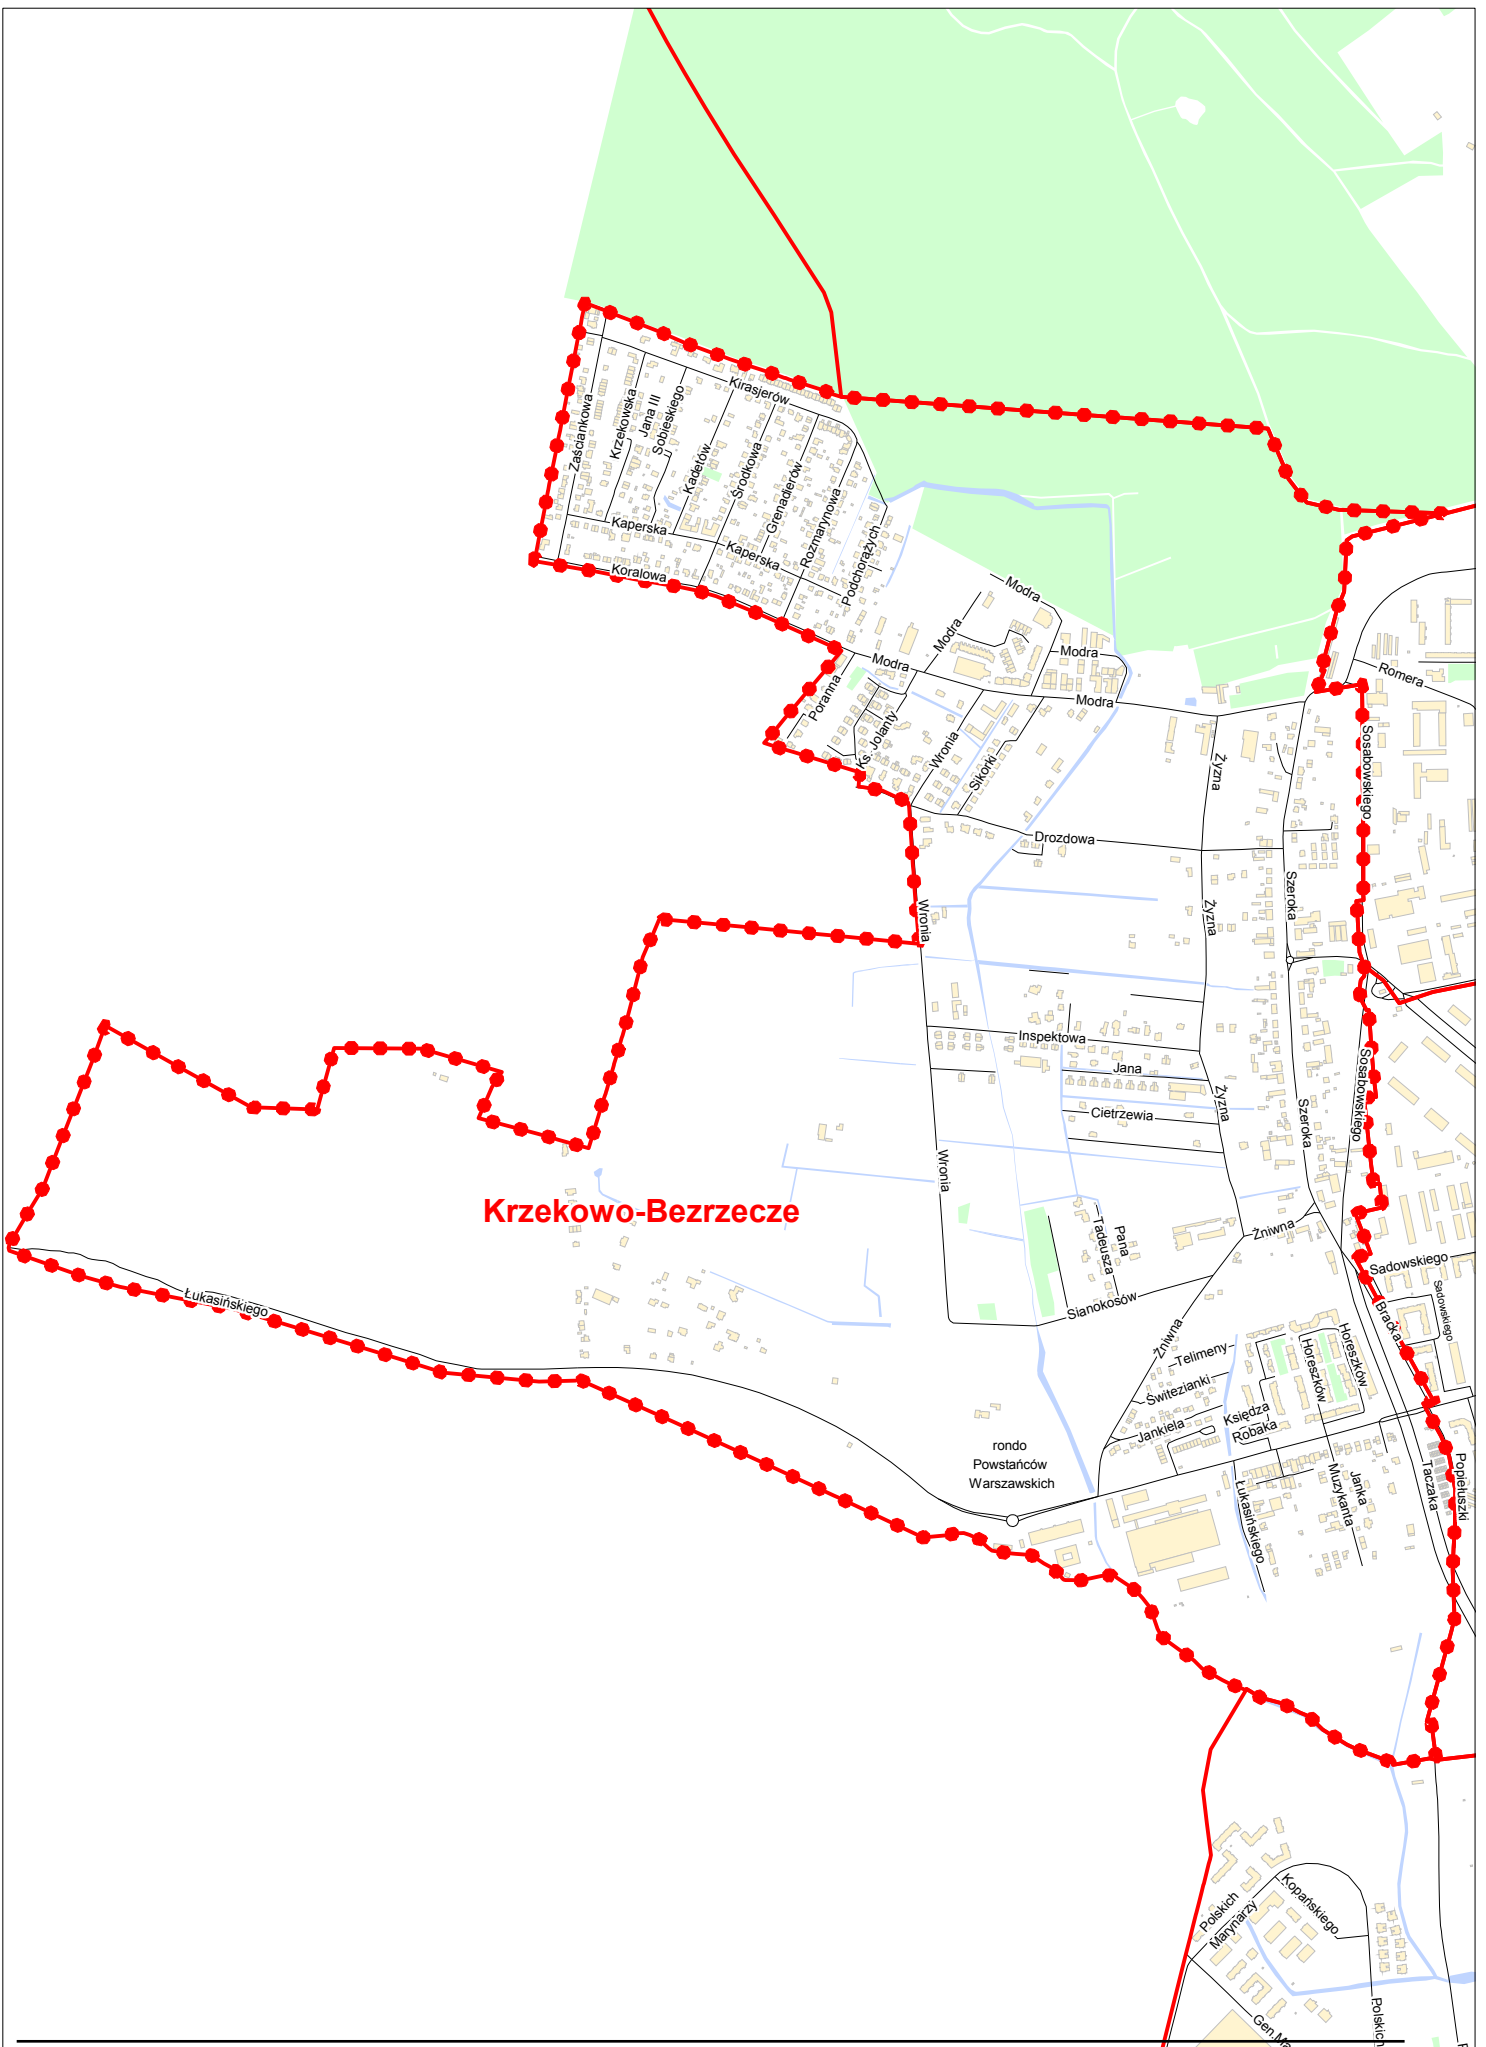 Kirasjerów
Zaściankowa
Krzekowska
Jana III
Sobieskiego
Kadetów
Środkowa
Grenadierów
Rozmarynowa
Podchorążych
Kaperska
Kaperska
Koralowa
Modra
Modra
Modra
Modra
Modra
Romera
Poranna
Ks. Jolanty
Wronia
Sikorki
Żyzna
Sosabowskiego
Drozdowa
Szeroka
Wronia
Żyzna
Inspektowa
Jana
Cietrzewia
Żyzna
Szeroka
Sosabowskiego
Wronia
Krzekowo-Bezrzecze
Pana
Tadeusza
Żniwna
Sadowskiego
Sadowskiego
Łukasińskiego
Sianokosów
Bracka
Żniwna
Telimeny
Horeszków
Horeszków
Świtezianki
Jankiela
Księdza
Robaka
rondo
Powstańców
Warszawskich
Łukasińskiego
Janka
Muzykanta
Taczaka
Popiełuszki
Kopańskiego
Polskich
Marynarzy
Polskich
Gen.Ma